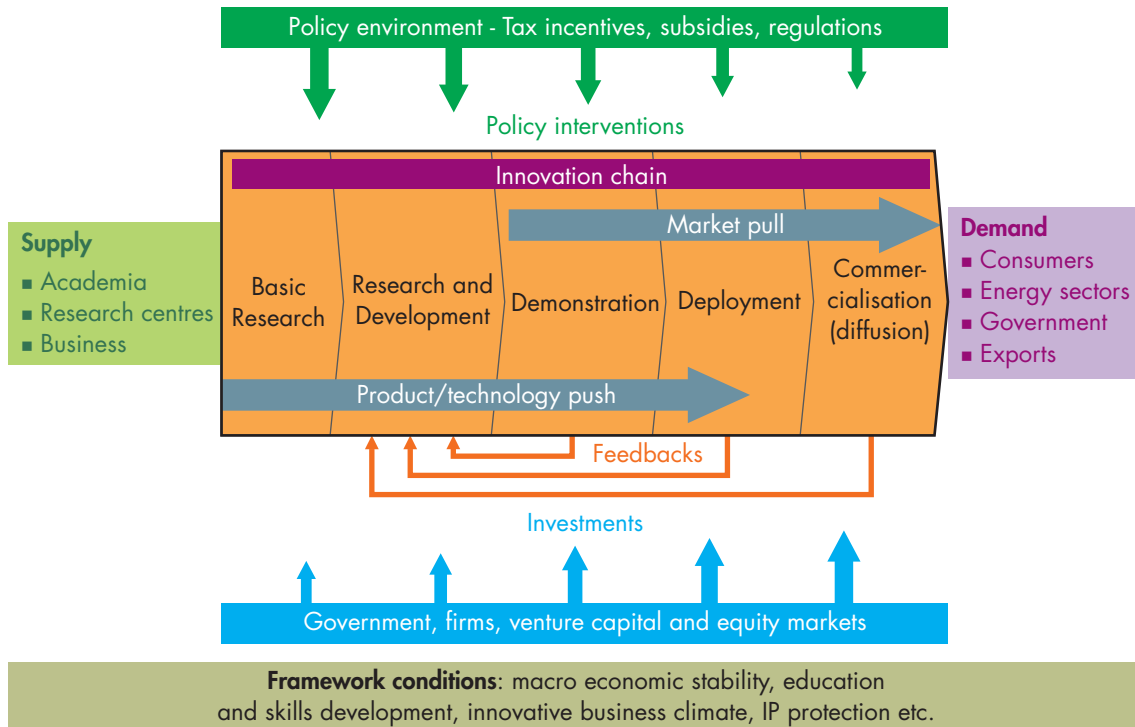 Policy environment - Tax incentives, subsidies, regulations
Policy interventions
Innovation chain
Market pull
Supply
■ Academia
■ Research centres
■ Business
Basic
Research
Research and
Development
Demonstration
Deployment
Commer-
cialisation
(diffusion)
Demand
■ Consumers
■ Energy sectors
■ Government
■ Exports
Product/technology push
Feedbacks
Investments
Government, firms, venture capital and equity markets
Framework conditions: macro economic stability, education
and skills development, innovative business climate, IP protection etc.